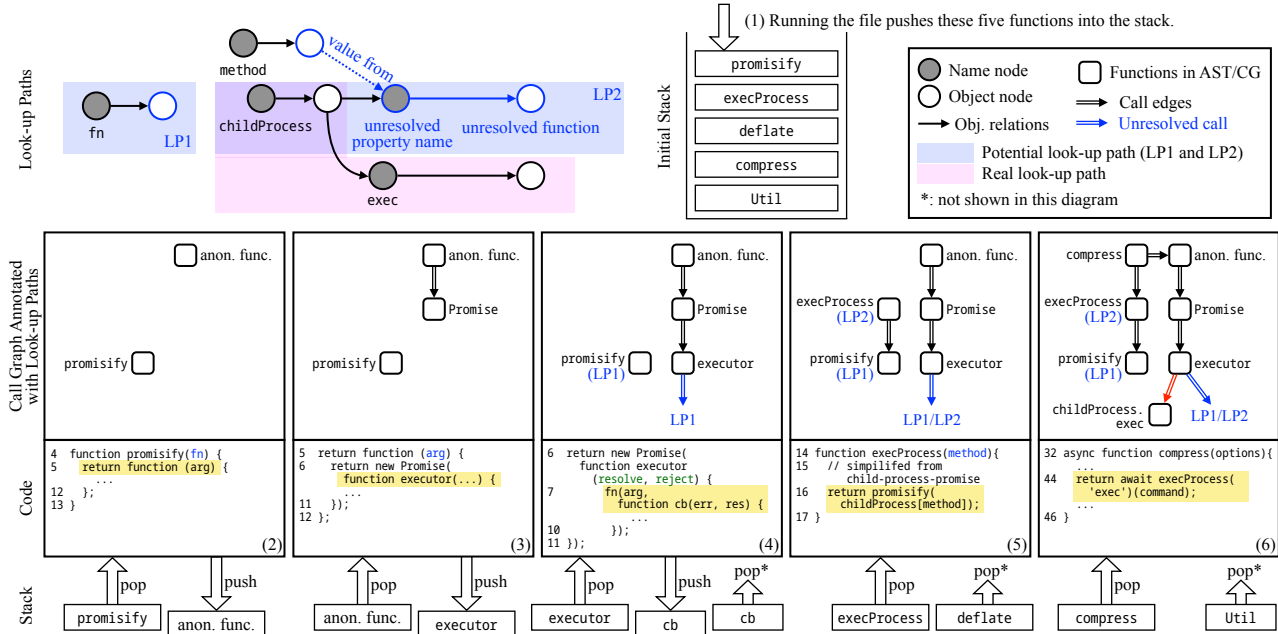 Look-up Paths
fn
LP1
method
value from
childProcess
LP2
unresolved
property name
unresolved function
exec
(1) Running the file pushes these five functions into the stack.
Initial Stack
promisify
execProcess
deflate
compress
Util
Name node
Object node
Obj. relations
Functions in AST/CG
Call edges
Unresolved call
Potential look-up path (LP1 and LP2)
Real look-up path
*: not shown in this diagram
Call Graph Annotated
with Look-up Paths
anon. func.
promisify
anon. func.
Promise
promisify
anon. func.
Promise
promisify
(LP1)
executor
LP1
anon. func.
execProcess
(LP2)
Promise
promisify
(LP1)
executor
LP1/LP2
compress
anon. func.
execProcess
(LP2)
Promise
promisify
(LP1)
executor
childProcess.
exec
LP1/LP2
Code
4 function promisify(fn) {
5 return function (arg) {
...
12 };
13 }
(2)
5 return function (arg) {
6 return new Promise(
function executor(...) {
...
11 });
12 };
(3)
6 return new Promise(
function executor
(resolve, reject) {
7 fn(arg,
function cb(err, res) {
...
10 });
11 });
(4)
14 function execProcess(method){
15 // simpilifed from
child-process-promise
16 return promisify(
childProcess[method]);
17 }
(5)
32 async function compress(options){
...
44 return await execProcess(
'exec')(command);
...
46 }
(6)
Stack
pop
promisify
push
anon. func.
pop
anon. func.
push
executor
pop
executor
push
cb
pop*
cb
pop
execProcess
pop*
deflate
pop
compress
pop*
Util